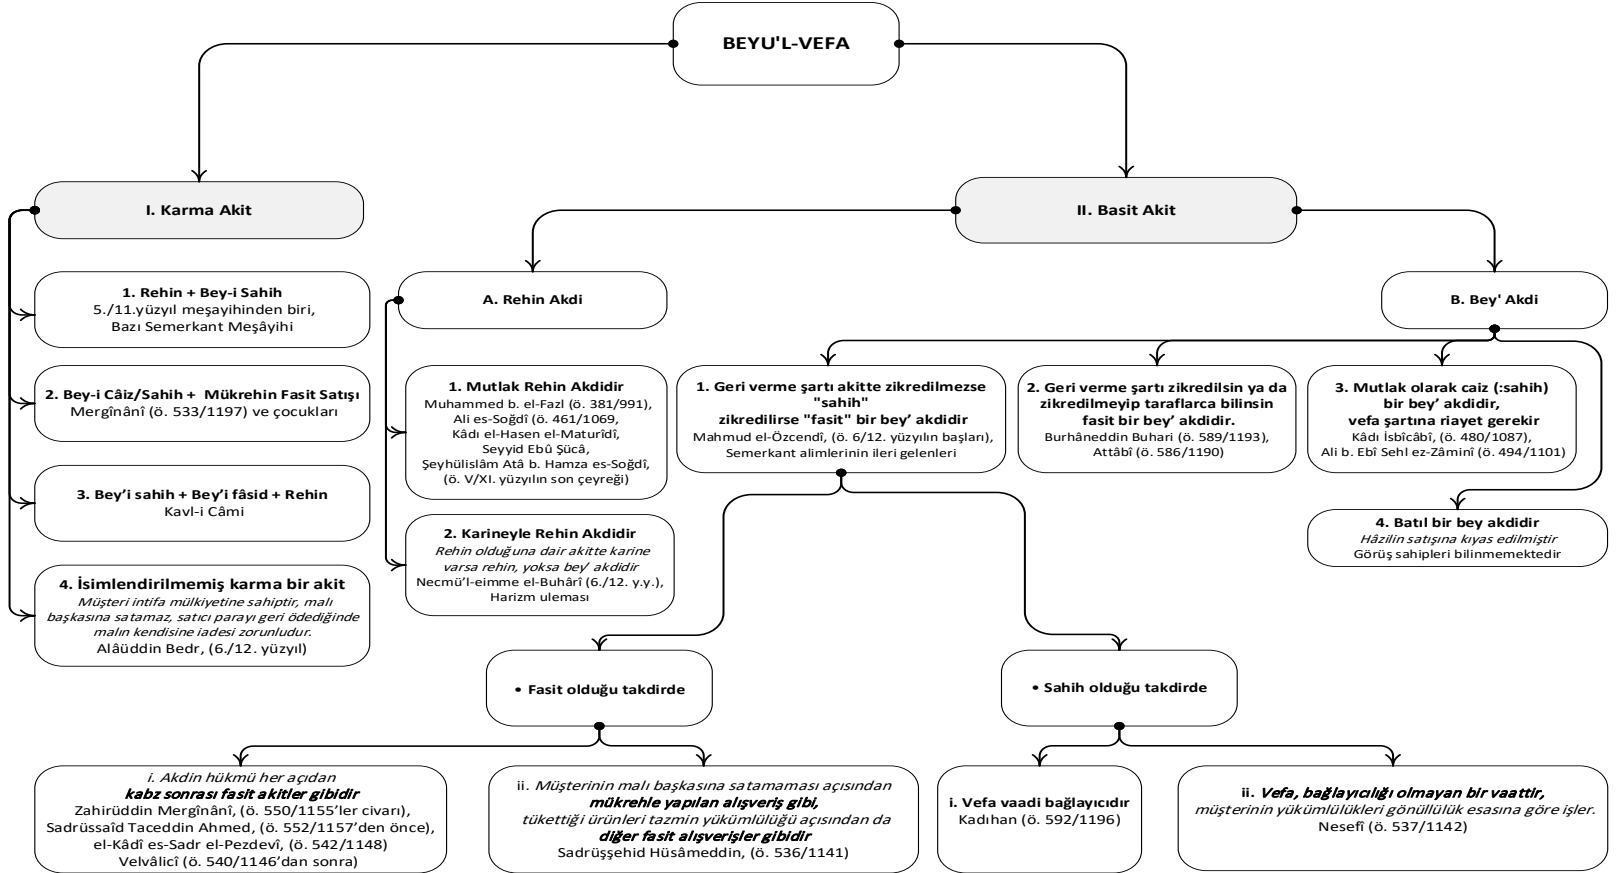 BEYU'L-VEFA
I. Karma Akit
1. Rehin + Bey-i Sahih
5./11.yüzyıl meşayihinden biri,
Bazı Semerkant Meşâyihi
2. Bey-i Câiz/Sahih + Mükrehin Fasit Satışı
Mergînânî (ö. 533/1197) ve çocukları
3. Bey’i sahih + Bey’i fâsid + Rehin
Kavl-i Câmi
4. İsimlendirilmemiş karma bir akit
Müşteri intifa mülkiyetine sahiptir, malı
başkasına satamaz, satıcı parayı geri ödediğinde
malın kendisine iadesi zorunludur.
Alâüddin Bedr, (6./12. yüzyıl)
II. Basit Akit
A. Rehin Akdi
1. Mutlak Rehin Akdidir
Muhammed b. el-Fazl (ö. 381/991),
Ali es-Soğdî (ö. 461/1069,
Kâdı el-Hasen el-Maturîdî,
Seyyid Ebû Şücâ,
Şeyhülislâm Atâ b. Hamza es-Soğdî,
(ö. V/XI. yüzyılın son çeyreği)
2. Karineyle Rehin Akdidir
Rehin olduğuna dair akitte karine
varsa rehin, yoksa bey' akdidir
Necmü’l-eimme el-Buhârî (6./12. y.y.),
Harizm uleması
B. Bey' Akdi
1. Geri verme şartı akitte zikredilmezse
"sahih"
zikredilirse "fasit" bir bey’ akdidir
Mahmud el-Özcendî, (ö. 6/12. yüzyılın başları),
Semerkant alimlerinin ileri gelenleri
2. Geri verme şartı zikredilsin ya da
zikredilmeyip taraflarca bilinsin
fasit bir bey’ akdidir.
Burhâneddin Buhari (ö. 589/1193),
Attâbî (ö. 586/1190)
3. Mutlak olarak caiz (:sahih)
bir bey’ akdidir,
vefa şartına riayet gerekir
Kâdı İsbîcâbî, (ö. 480/1087),
Ali b. Ebî Sehl ez-Zâminî (ö. 494/1101)
4. Batıl bir bey akdidir
Hâzilin satışına kıyas edilmiştir
Görüş sahipleri bilinmemektedir
• Fasit olduğu takdirde
• Sahih olduğu takdirde
i. Akdin hükmü her açıdan
kabz sonrası fasit akitler gibidir
Zahirüddin Mergînânî, (ö. 550/1155’ler civarı),
Sadrüssaîd Taceddin Ahmed, (ö. 552/1157’den önce),
el-Kâdî es-Sadr el-Pezdevî, (ö. 542/1148)
Velvâlicî (ö. 540/1146’dan sonra)
ii. Müşterinin malı başkasına satamaması açısından
mükrehle yapılan alışveriş gibi,
tükettiği ürünleri tazmin yükümlülüğü açısından da
diğer fasit alışverişler gibidir
Sadrüşşehid Hüsâmeddin, (ö. 536/1141)
i. Vefa vaadi bağlayıcıdır
Kadıhan (ö. 592/1196)
ii. Vefa, bağlayıcılığı olmayan bir vaattir,
müşterinin yükümlülükleri gönüllülük esasına göre işler.
Nesefî (ö. 537/1142)